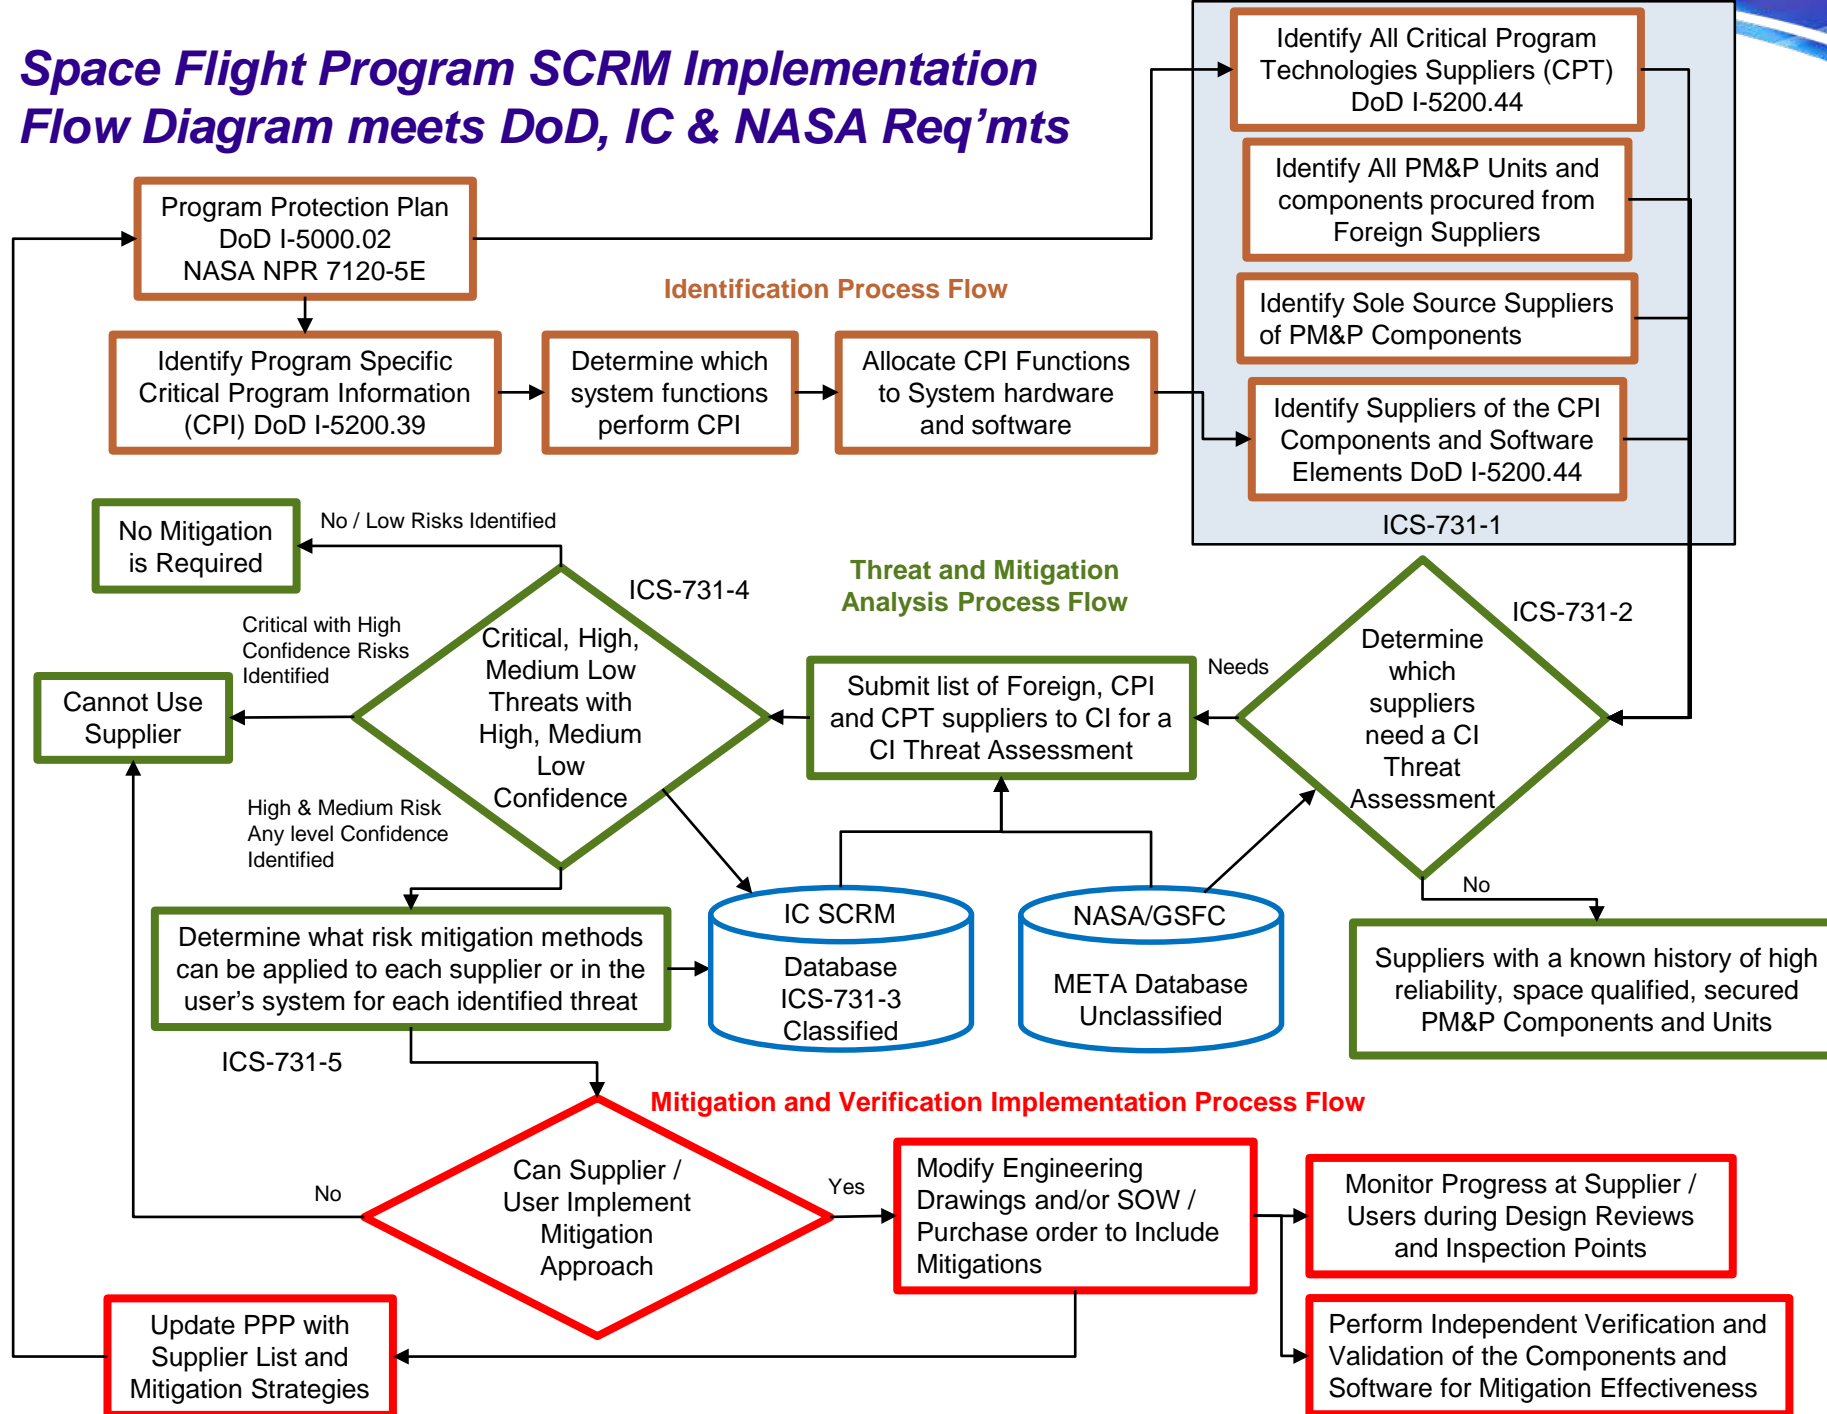 Space Flight Program SCRM Implementation
Flow Diagram meets DoD, IC & NASA Req’mts
Identify All Critical Program
Technologies Suppliers (CPT)
DoD I-5200.44
Identify All PM&P Units and
components procured from
Foreign Suppliers
Identify Sole Source Suppliers
of PM&P Components
Identify Suppliers of the CPI
Components and Software
Elements DoD I-5200.44
ICS-731-1
Program Protection Plan
DoD I-5000.02
NASA NPR 7120-5E
Identification Process Flow
Identify Program Specific
Critical Program Information
(CPI) DoD I-5200.39
Determine which
system functions
perform CPI
Allocate CPI Functions
to System hardware
and software
No Mitigation
is Required
No / Low Risks Identified
ICS-731-4
Threat and Mitigation
Analysis Process Flow
ICS-731-2
Critical with High
Confidence Risks
Identified
Cannot Use
Supplier
Critical, High,
Medium Low
Threats with
High, Medium
Low
Confidence
Submit list of Foreign, CPI
and CPT suppliers to CI for a
CI Threat Assessment
Needs
Determine
which
suppliers
need a CI
Threat
Assessment
High & Medium Risk
Any level Confidence
Identified
No
Determine what risk mitigation methods
can be applied to each supplier or in the
user’s system for each identified threat
IC SCRM
Database
ICS-731-3
Classified
NASA/GSFC
META Database
Unclassified
Suppliers with a known history of high
reliability, space qualified, secured
PM&P Components and Units
ICS-731-5
Mitigation and Verification Implementation Process Flow
No
Can Supplier /
User Implement
Mitigation
Approach
Yes
Modify Engineering
Drawings and/or SOW /
Purchase order to Include
Mitigations
Monitor Progress at Supplier /
Users during Design Reviews
and Inspection Points
Update PPP with
Supplier List and
Mitigation Strategies
Perform Independent Verification and
Validation of the Components and
Software for Mitigation Effectiveness